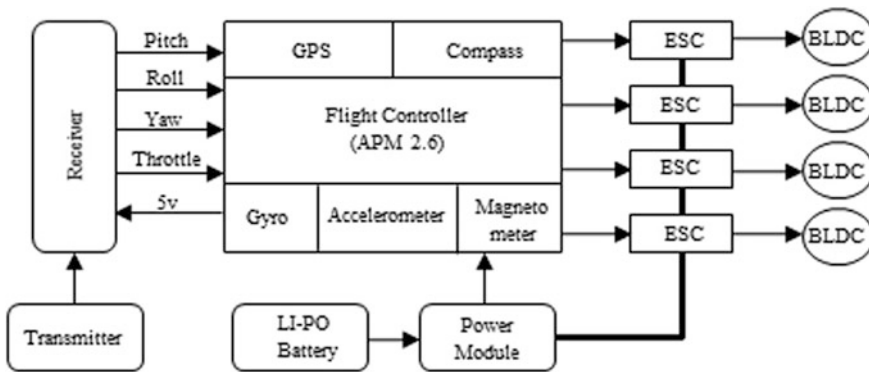 Receiver
Pitch
Roll
Yaw
Throttle
5v
GPS
Compass
Flight Controller
(APM 2.6)
Gyro
Accelerometer
Magneto
meter
ESC
BLDC
ESC
BLDC
ESC
BLDC
ESC
BLDC
Transmitter
LI-PO
Battery
Power
Module